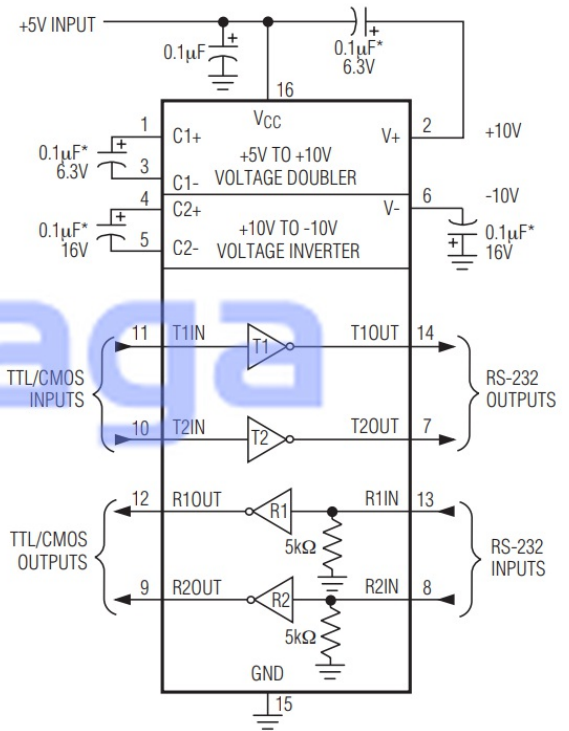 +5V INPUT
0.1µF
0.1µF*
6.3V
16
VCC
1
C1+
+5V TO +10V
VOLTAGE DOUBLER
V+
2
+10V
0.1µF*
6.3V
3
C1-
4
C2+
+10V TO -10V
VOLTAGE INVERTER
V-
6
-10V
0.1µF*
16V
5
C2-
0.1µF*
16V
aga
11
T1IN
T1
T1OUT
14
TTL/CMOS
INPUTS
RS-232
OUTPUTS
10
T2IN
T2
T2OUT
7
12
R1OUT
R1
R1IN
13
5kΩ
TTL/CMOS
OUTPUTS
RS-232
INPUTS
9
R2OUT
R2
R2IN
8
5kΩ
GND
15